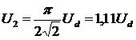 U₂ = π/(2√2) U_d = 1,11U_d